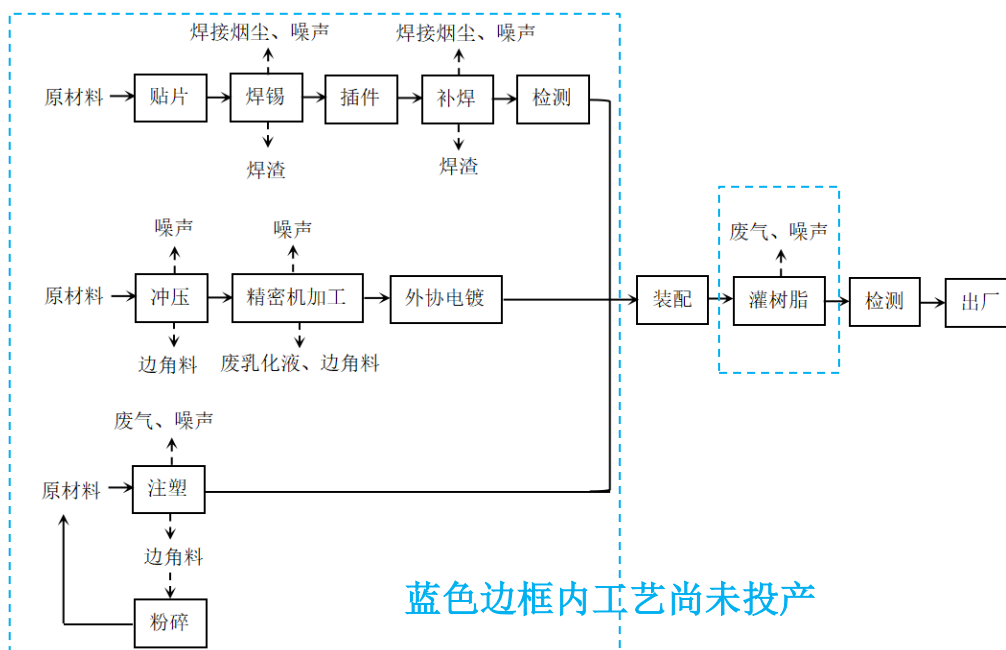 焊接烟尘、噪声
焊接烟尘、噪声
原材料
贴片
焊锡
插件
补焊
检测
焊渣
焊渣
噪声
噪声
废气、噪声
原材料
冲压
精密机加工
外协电镀
装配
灌树脂
检测
出厂
边角料
废乳化液、边角料
废气、噪声
原材料
注塑
边角料
粉碎
蓝色边框内工艺尚未投产